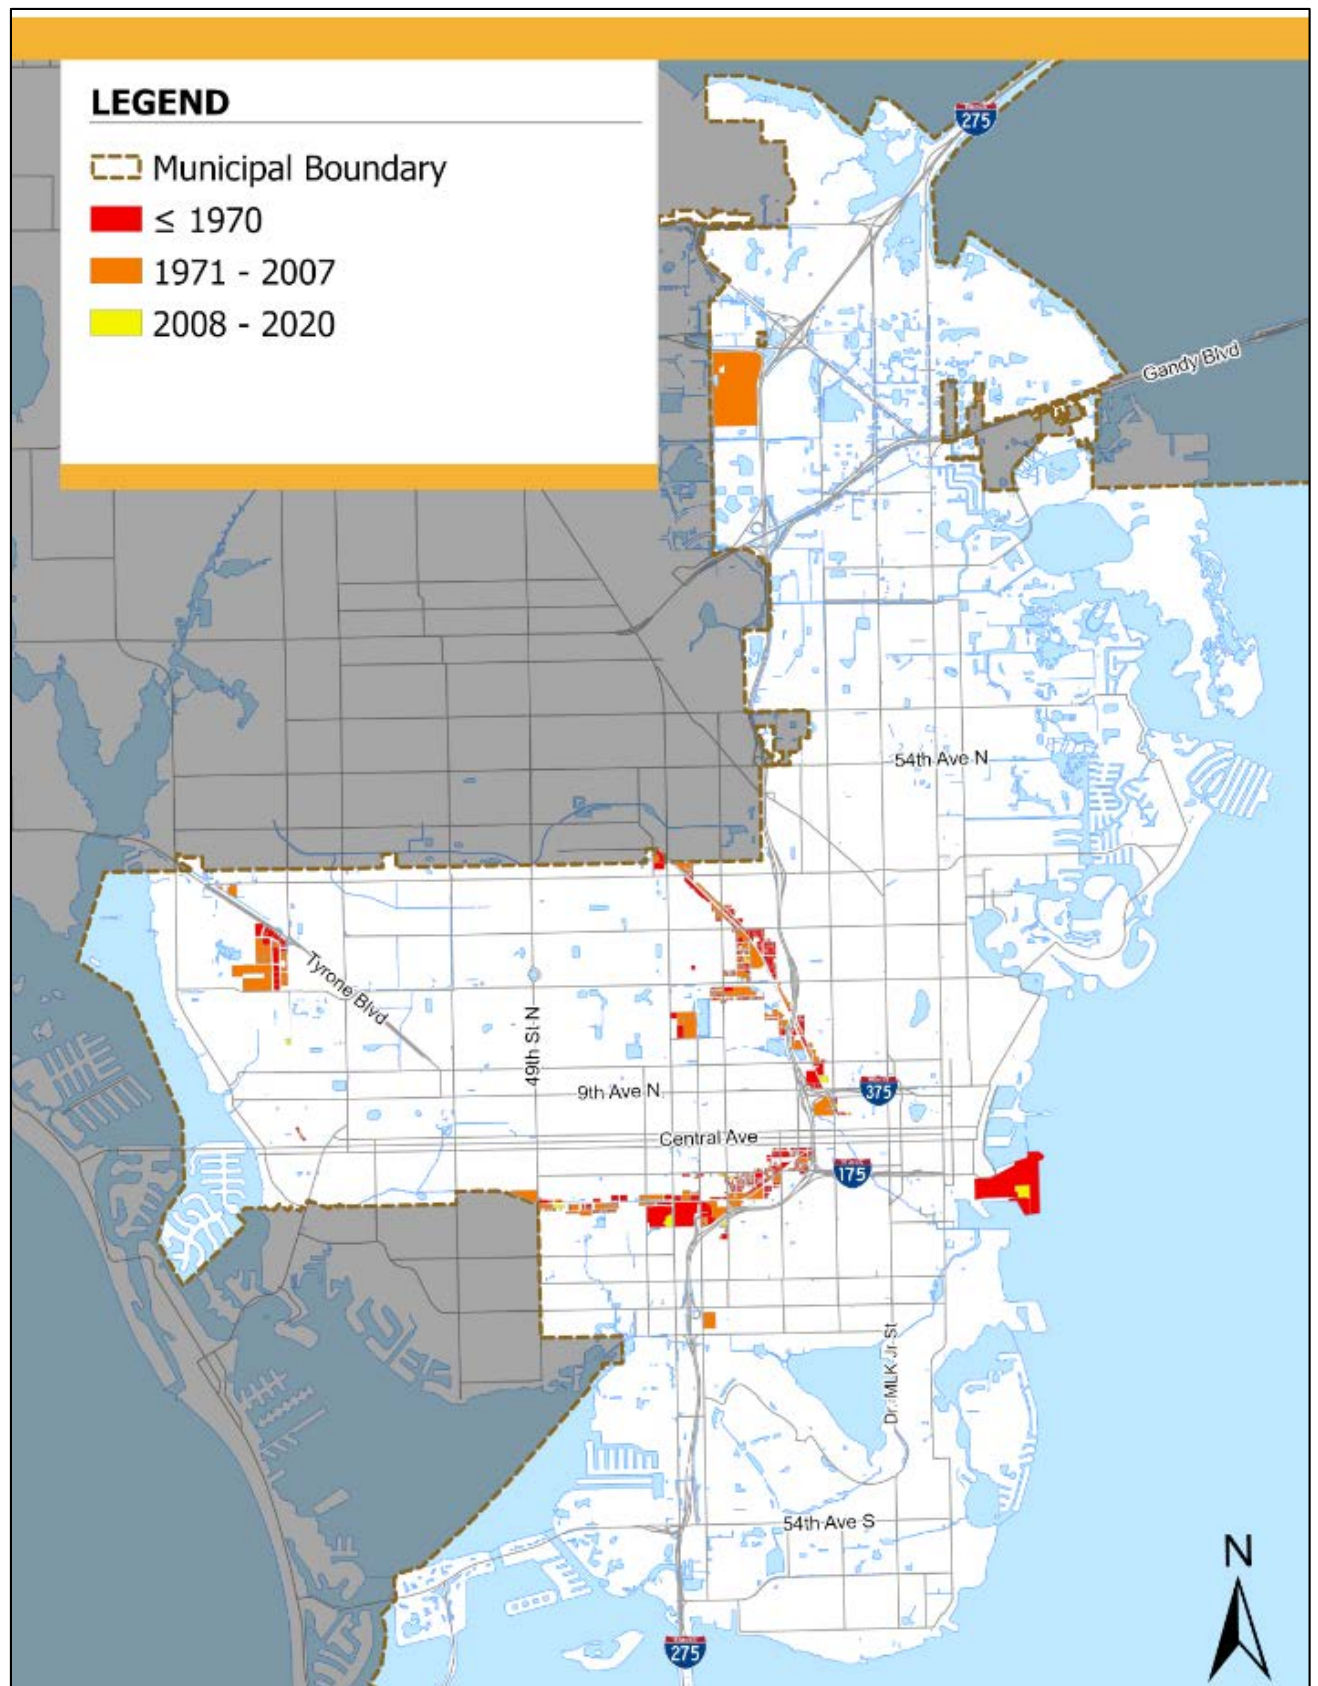 LEGEND
Municipal Boundary
≤ 1970
1971 - 2007
2008 - 2020
275
Gandy Blvd
54th Ave N
Tyrone Blvd
49th St N
9th Ave N
375
Central Ave
175
Dr. MLK Jr St
54th Ave S
N
275